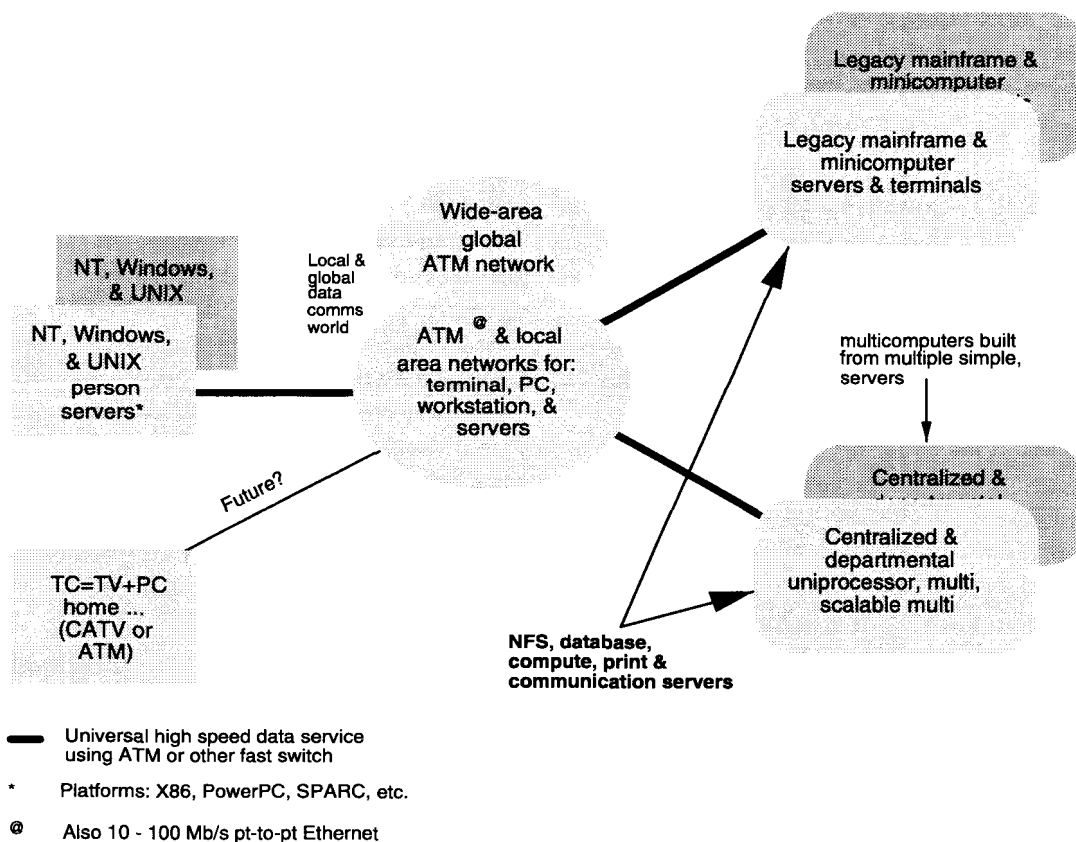 Legacy mainframe &
minicomputer
Legacy mainframe &
minicomputer
servers & terminals
Wide-area
global
ATM network
Local &
global
data
comms
world
NT, Windows,
& UNIX
NT, Windows,
& UNIX
person
servers*
ATM @ & local
area networks for:
terminal, PC,
workstation, &
servers
multicomputers built
from multiple simple,
servers
Future?
Centralized &
Centralized &
departmental
uniprocessor, multi,
scalable multi
TC=TV+PC
home ...
(CATV or
ATM)
NFS, database,
compute, print &
communication servers
Universal high speed data service
using ATM or other fast switch
* Platforms: X86, PowerPC, SPARC, etc.
@ Also 10 - 100 Mb/s pt-to-pt Ethernet